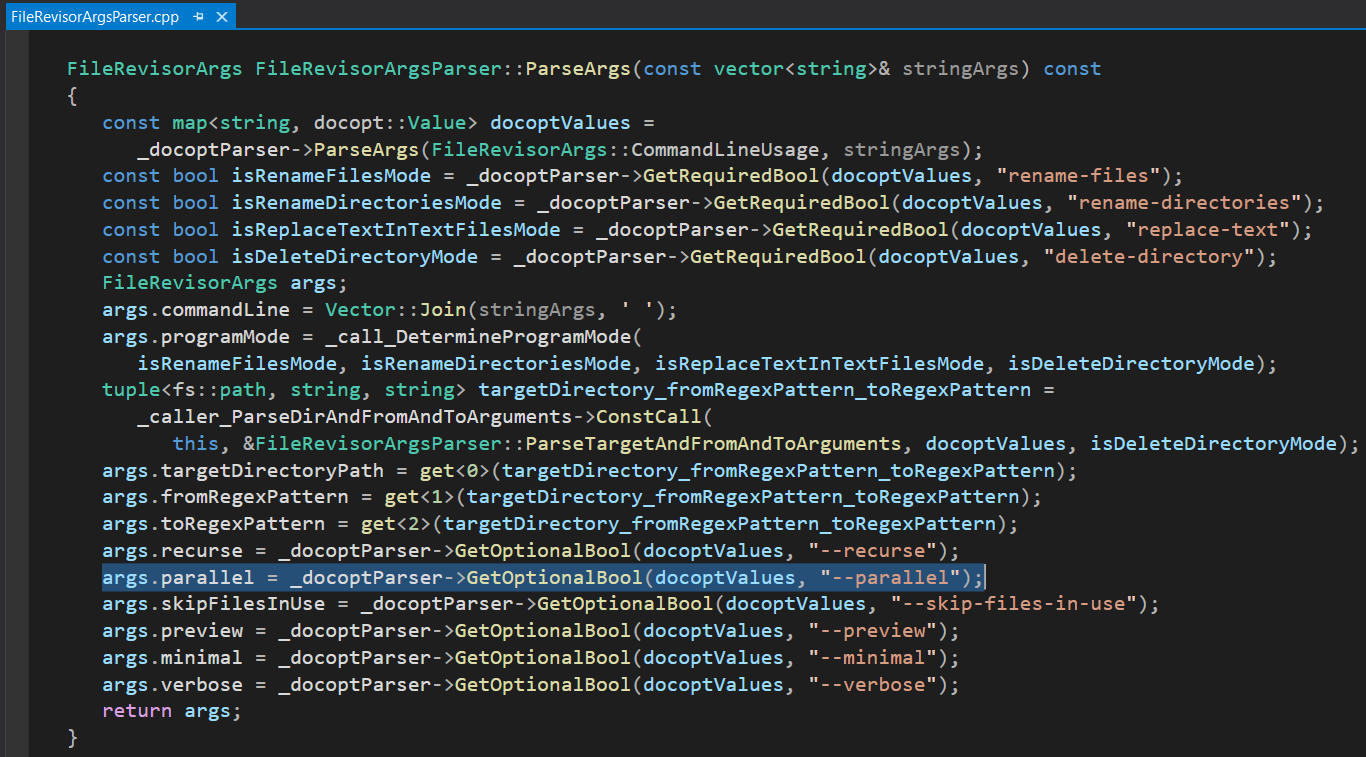 FileRevisorArgsParser.cpp
FileRevisorArgs FileRevisorArgsParser::ParseArgs(const vector<string>& stringArgs) const
{
const map<string, docopt::Value> docoptValues =
_docoptParser->ParseArgs(FileRevisorArgs::CommandLineUsage, stringArgs);
const bool isRenameFilesMode = _docoptParser->GetRequiredBool(docoptValues, "rename-files");
const bool isRenameDirectoriesMode = _docoptParser->GetRequiredBool(docoptValues, "rename-directories");
const bool isReplaceTextInTextFilesMode = _docoptParser->GetRequiredBool(docoptValues, "replace-text");
const bool isDeleteDirectoryMode = _docoptParser->GetRequiredBool(docoptValues, "delete-directory");
FileRevisorArgs args;
args.commandLine = Vector::Join(stringArgs, ' ');
args.programMode = _call_DetermineProgramMode(
isRenameFilesMode, isRenameDirectoriesMode, isReplaceTextInTextFilesMode, isDeleteDirectoryMode);
tuple<fs::path, string, string> targetDirectory_fromRegexPattern_toRegexPattern =
_caller_ParseDirAndFromAndToArguments->ConstCall(
this, &FileRevisorArgsParser::ParseTargetAndFromAndToArguments, docoptValues, isDeleteDirectoryMode);
args.targetDirectoryPath = get<0>(targetDirectory_fromRegexPattern_toRegexPattern);
args.fromRegexPattern = get<1>(targetDirectory_fromRegexPattern_toRegexPattern);
args.toRegexPattern = get<2>(targetDirectory_fromRegexPattern_toRegexPattern);
args.recurse = _docoptParser->GetOptionalBool(docoptValues, "--recurse");
args.parallel = _docoptParser->GetOptionalBool(docoptValues, "--parallel");
args.skipFilesInUse = _docoptParser->GetOptionalBool(docoptValues, "--skip-files-in-use");
args.preview = _docoptParser->GetOptionalBool(docoptValues, "--preview");
args.minimal = _docoptParser->GetOptionalBool(docoptValues, "--minimal");
args.verbose = _docoptParser->GetOptionalBool(docoptValues, "--verbose");
return args;
}